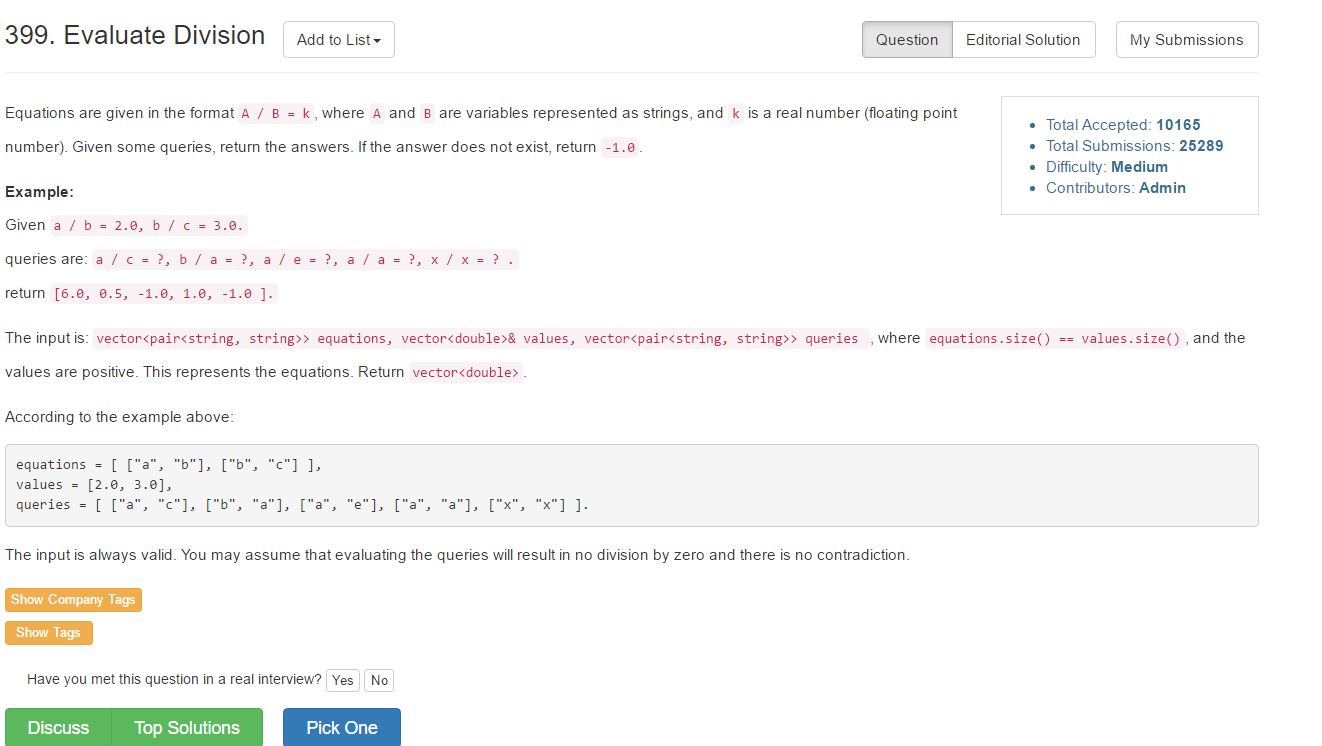 399. Evaluate Division
Add to List
Question
Editorial Solution
My Submissions
Equations are given in the format A / B = k, where A and B are variables represented as strings, and k is a real number (floating point
number). Given some queries, return the answers. If the answer does not exist, return -1.0.
Total Accepted: 10165
Total Submissions: 25289
Difficulty: Medium
Contributors: Admin
Example:
Given a / b = 2.0, b / c = 3.0.
queries are: a / c = ?, b / a = ?, a / e = ?, a / a = ?, x / x = ? .
return [6.0, 0.5, -1.0, 1.0, -1.0 ].
The input is: vector<pair<string, string>> equations, vector<double>& values, vector<pair<string, string>> queries , where equations.size() == values.size(), and the
values are positive. This represents the equations. Return vector<double>.
According to the example above:
equations = [ ["a", "b"], ["b", "c"] ],
values = [2.0, 3.0],
queries = [ ["a", "c"], ["b", "a"], ["a", "e"], ["a", "a"], ["x", "x"] ].
The input is always valid. You may assume that evaluating the queries will result in no division by zero and there is no contradiction.
Show Company Tags
Show Tags
Have you met this question in a real interview? Yes No
Discuss
Top Solutions
Pick One